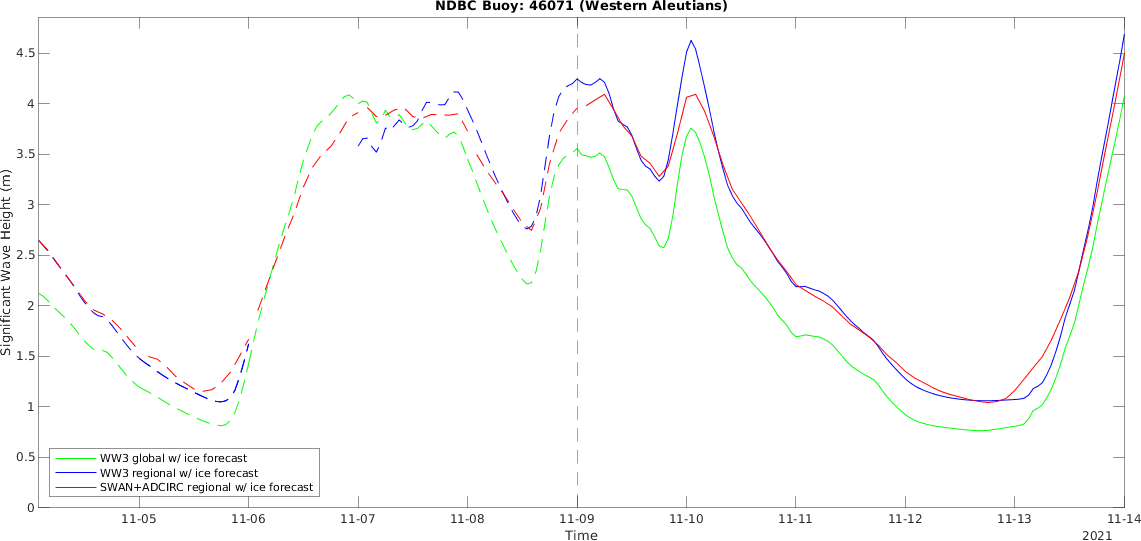 NDBC Buoy: 46071 (Western Aleutians)
Significant Wave Height (m)
4.5
4
3.5
3
2.5
2
1.5
1
0.5
0
WW3 global w/ ice forecast
WW3 regional w/ ice forecast
SWAN+ADCIRC regional w/ ice forecast
11-05 11-06 11-07 11-08 11-09 11-10 11-11 11-12 11-13 11-14
Time
2021